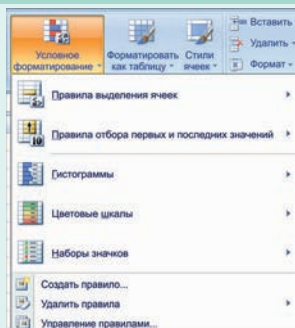 Условное форматирование
Форматировать как таблицу
Стили ячеек
Вставить
Удалить
Формат
Правила выделения ячеек
Правила отбора первых и последних значений
Гистограммы
Цветовые шкалы
Наборы значков
Создать правило...
Удалить правила
Управление правилами...